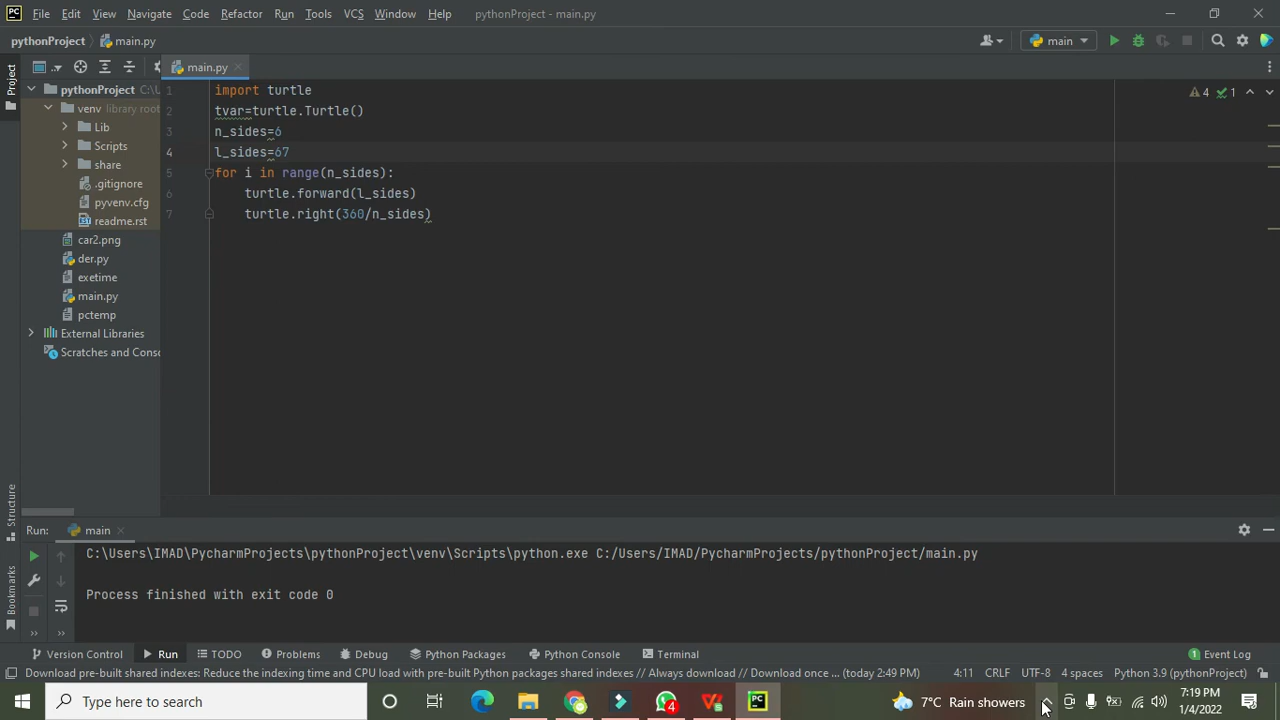 PC File Edit View Navigate Code Refactor Run Tools VCS Window Help pythonProject - main.py
pythonProject main.py main
Project
main.py
pythonProject C:\U
venv library root
Lib
Scripts
share
.gitignore
pyvenv.cfg
readme.rst
car2.png
der.py
exetime
main.py
pctemp
External Libraries
Scratches and Conso
1 import turtle
2 tvar=turtle.Turtle()
3 n_sides=6
4 l_sides=67
5 for i in range(n_sides):
6 turtle.forward(l_sides)
7 turtle.right(360/n_sides)
4 1
Structure
Bookmarks
Run: main
C:\Users\IMAD\PycharmProjects\pythonProject\venv\Scripts\python.exe C:/Users/IMAD/PycharmProjects/pythonProject/main.py
Process finished with exit code 0
Version Control Run TODO Problems Debug Python Packages Python Console Terminal 1 Event Log
Download pre-built shared indexes: Reduce the indexing time and CPU load with pre-built Python packages shared indexes // Always download // Download once ... (today 2:49 PM) 4:11 CRLF UTF-8 4 spaces Python 3.9 (pythonProject)
Type here to search 4 PC 7°C Rain showers 7:19 PM
1/4/2022